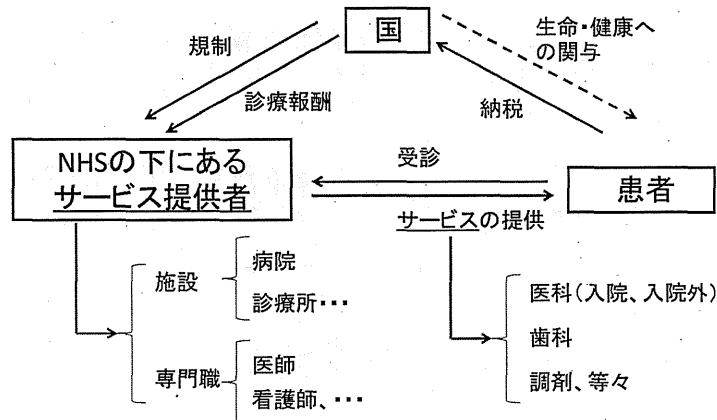 国
規制
診療報酬
生命・健康へ
の関与
納税
NHSの下にある
サービス提供者
受診
サービスの提供
患者
施設
病院
診療所・・・
専門職
医師
看護師、・・・
医科(入院、入院外)
歯科
調剤、等々